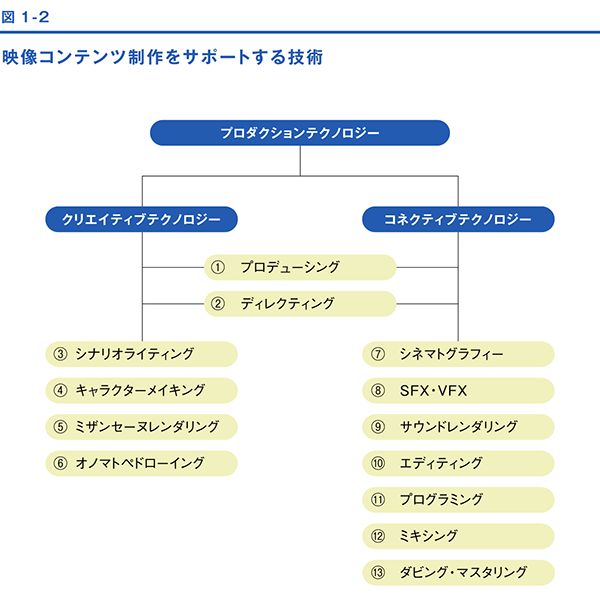 図 1-2
映像コンテンツ制作をサポートする技術
プロダクションテクノロジー
クリエイティブテクノロジー
コネクティブテクノロジー
① プロデューシング
② ディレクティング
③ シナリオライティング
④ キャラクターメイキング
⑤ ミザンセーヌレンダリング
⑥ オノマトペドローイング
⑦ シネマトグラフィー
⑧ SFX・VFX
⑨ サウンドレンダリング
⑩ エディティング
⑪ プログラミング
⑫ ミキシング
⑬ ダビング・マスタリング